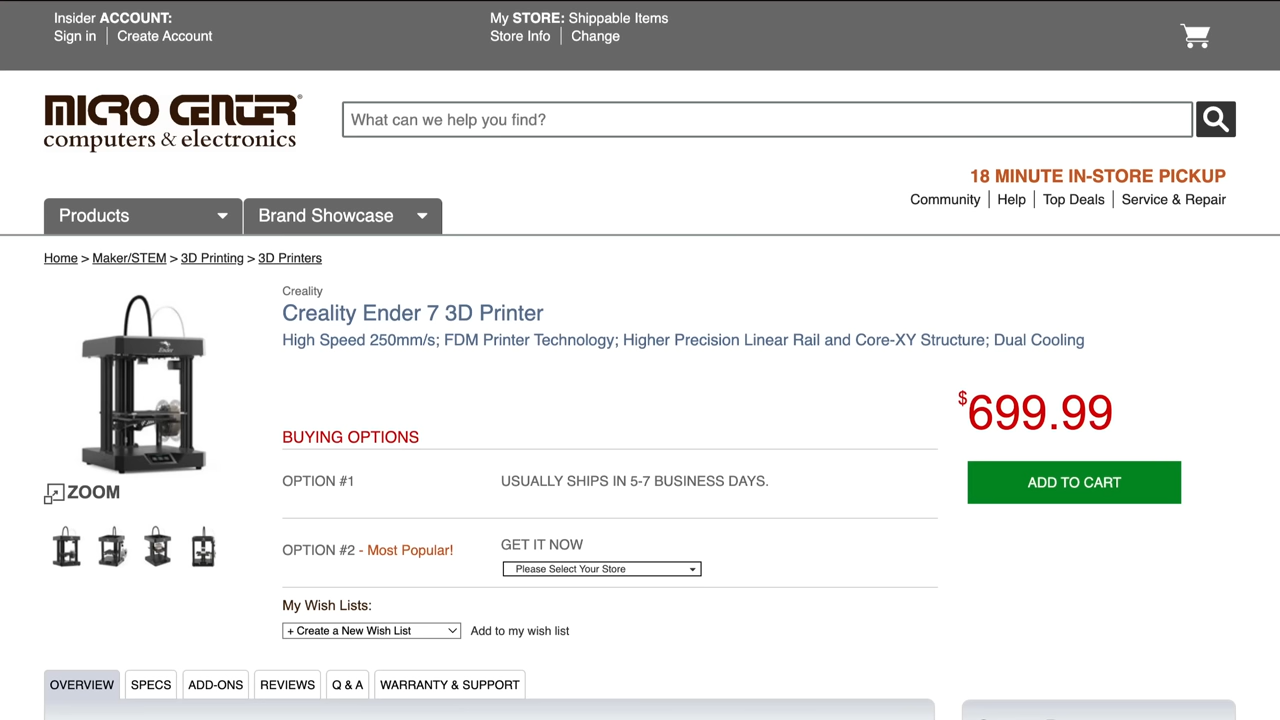 Insider ACCOUNT:
Sign in | Create Account
My STORE: Shippable Items
Store Info | Change
MICRO CENTER®
computers & electronics
What can we help you find?
18 MINUTE IN-STORE PICKUP
Community | Help | Top Deals | Service & Repair
Products
Brand Showcase
Home > Maker/STEM > 3D Printing > 3D Printers
Creality
Creality Ender 7 3D Printer
High Speed 250mm/s; FDM Printer Technology; Higher Precision Linear Rail and Core-XY Structure; Dual Cooling
Ender
$699.99
BUYING OPTIONS
OPTION #1
USUALLY SHIPS IN 5-7 BUSINESS DAYS.
ADD TO CART
ZOOM
OPTION #2 - Most Popular!
GET IT NOW
Please Select Your Store
My Wish Lists:
+ Create a New Wish List
Add to my wish list
OVERVIEW
SPECS
ADD-ONS
REVIEWS
Q & A
WARRANTY & SUPPORT